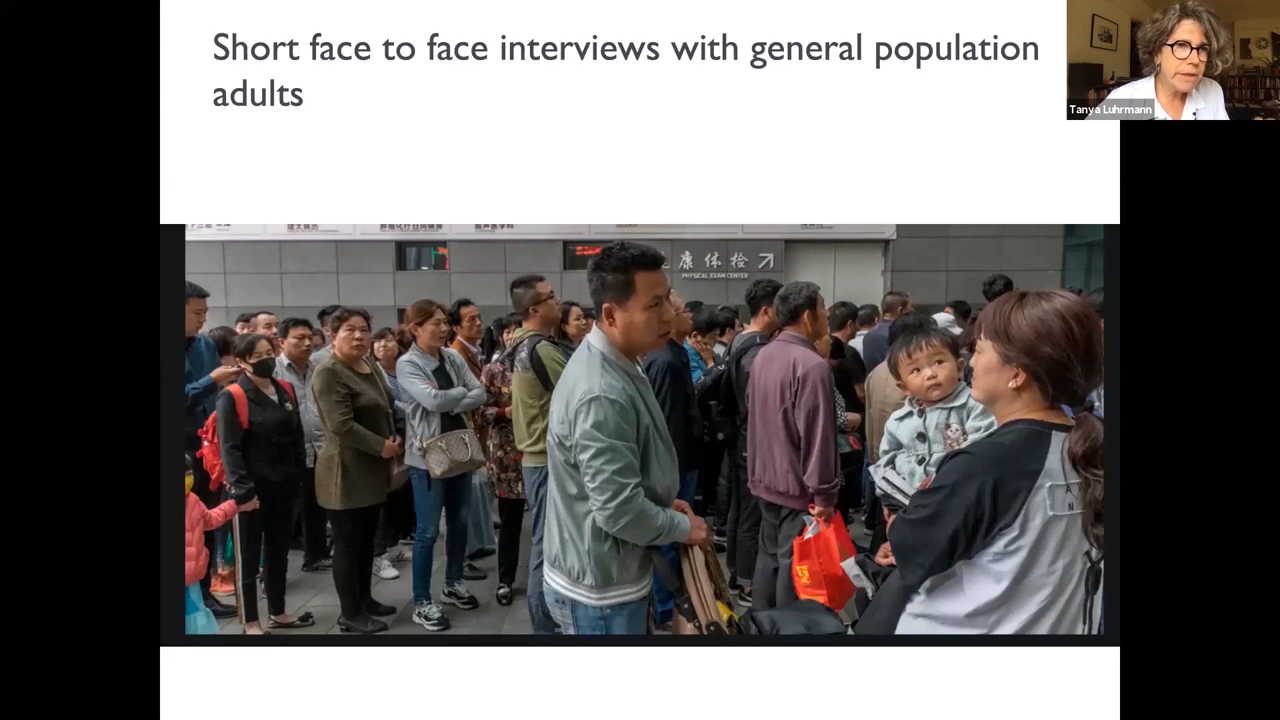 Short face to face interviews with general population
adults
Tanya Luhrmann
康体检
PHYSICAL EXAM CENTER